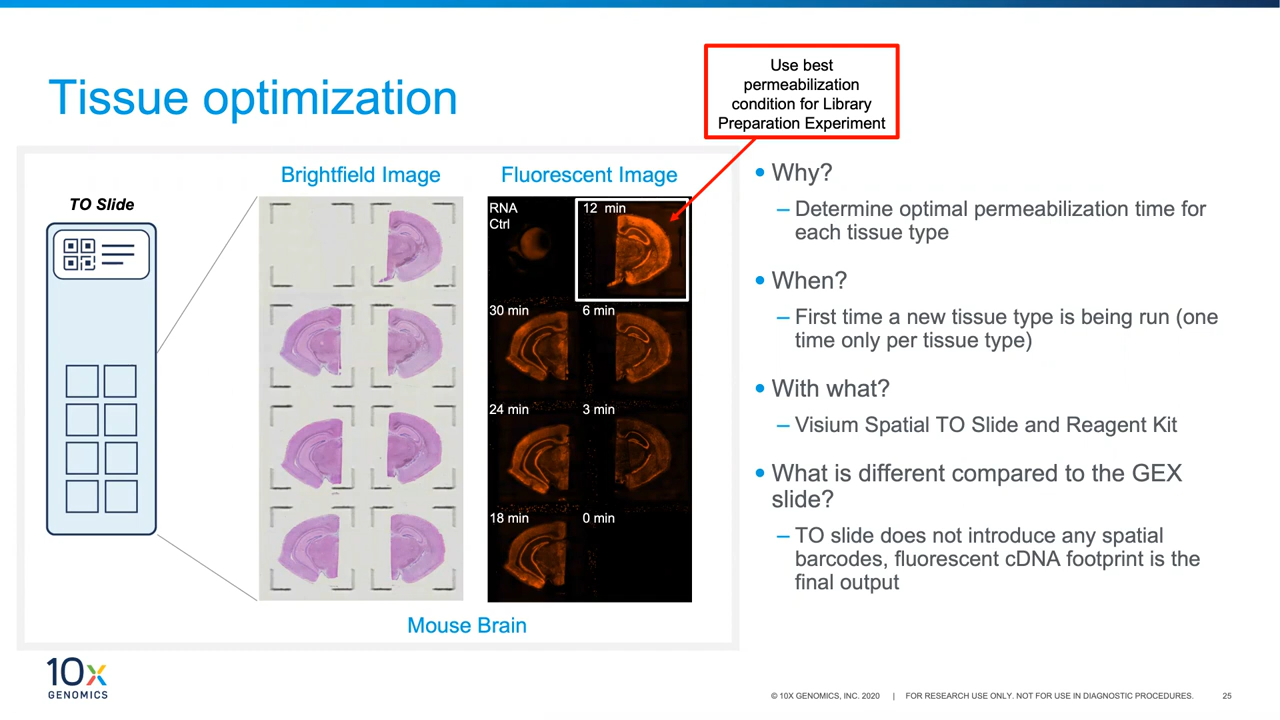 Tissue optimization
Use best
permeabilization
condition for Library
Preparation Experiment
Brightfield Image
Fluorescent Image
TO Slide
RNA
Ctrl
12 min
30 min
6 min
24 min
3 min
18 min
0 min
Mouse Brain
• Why?
– Determine optimal permeabilization time for
each tissue type
• When?
– First time a new tissue type is being run (one
time only per tissue type)
• With what?
– Visium Spatial TO Slide and Reagent Kit
• What is different compared to the GEX
slide?
– TO slide does not introduce any spatial
barcodes, fluorescent cDNA footprint is the
final output
10x
GENOMICS
© 10X GENOMICS, INC. 2020 | FOR RESEARCH USE ONLY. NOT FOR USE IN DIAGNOSTIC PROCEDURES. 25